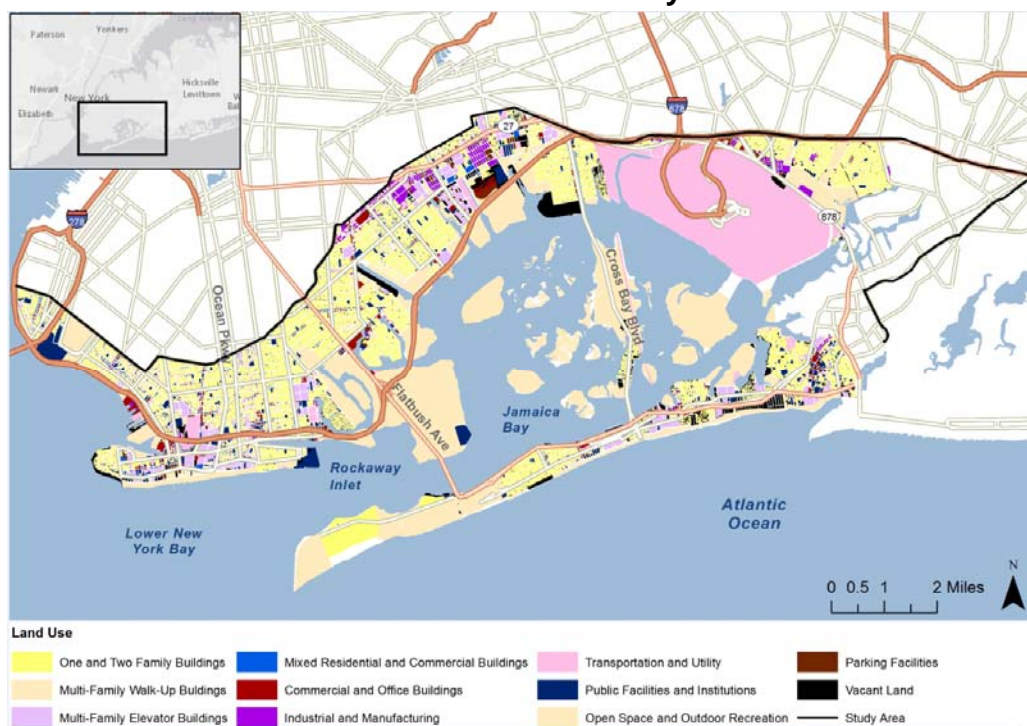 Paterson
Yonkers
Newark
New York
Hicksville
Levittown
Elizabeth
27
678
278
878
Ocean Pkwy
Cross Bay Blvd
Flatbush Ave
Jamaica
Bay
Rockaway
Inlet
Lower New
York Bay
Atlantic
Ocean
N
0 0.5 1 2 Miles
Land Use
One and Two Family Buildings
Mixed Residential and Commercial Buildings
Transportation and Utility
Parking Facilities
Multi-Family Walk-Up Buldings
Commercial and Office Buildings
Public Facilities and Institutions
Vacant Land
Multi-Family Elevator Buildings
Industrial and Manufacturing
Open Space and Outdoor Recreation
Study Area